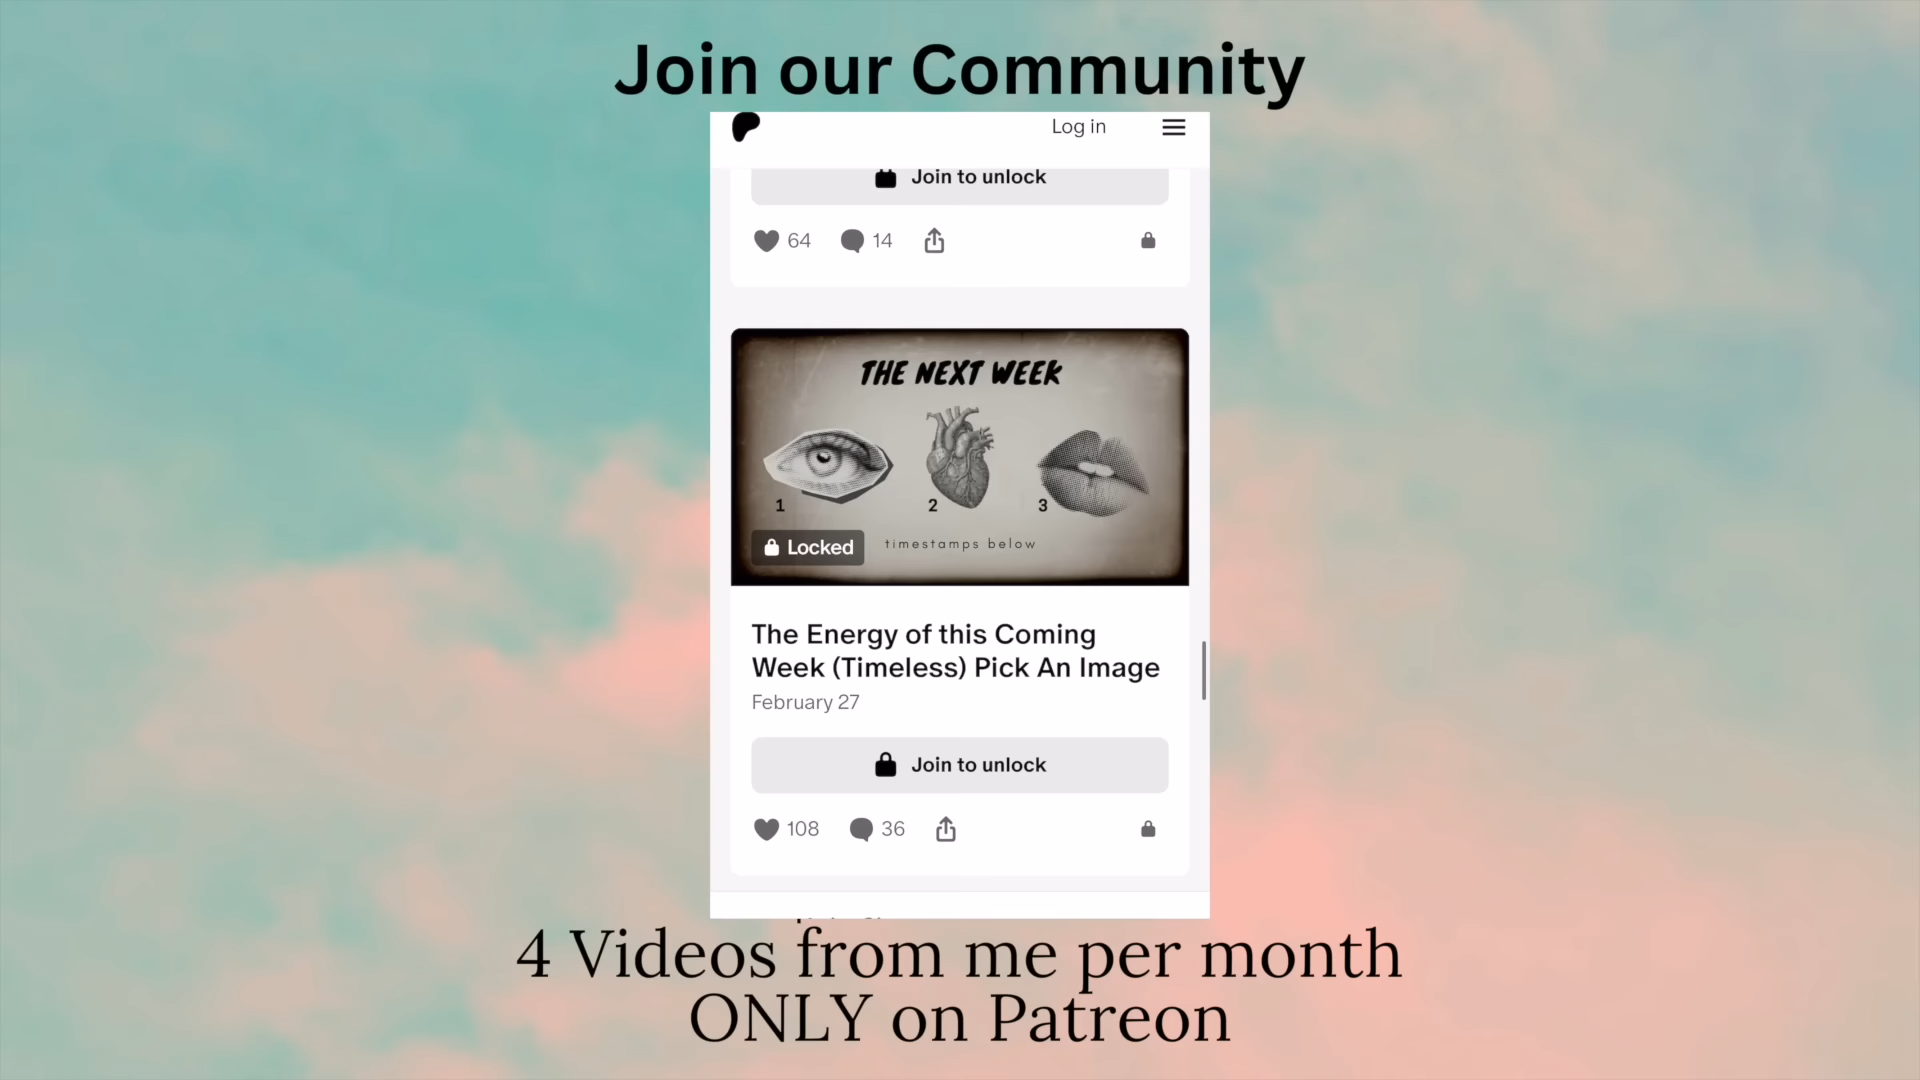 Join our Community
Log in
Join to unlock
64 14
THE NEXT WEEK
1 2 3
Locked timestamps below
The Energy of this Coming
Week (Timeless) Pick An Image
February 27
Join to unlock
108 36
4 Videos from me per month
ONLY on Patreon